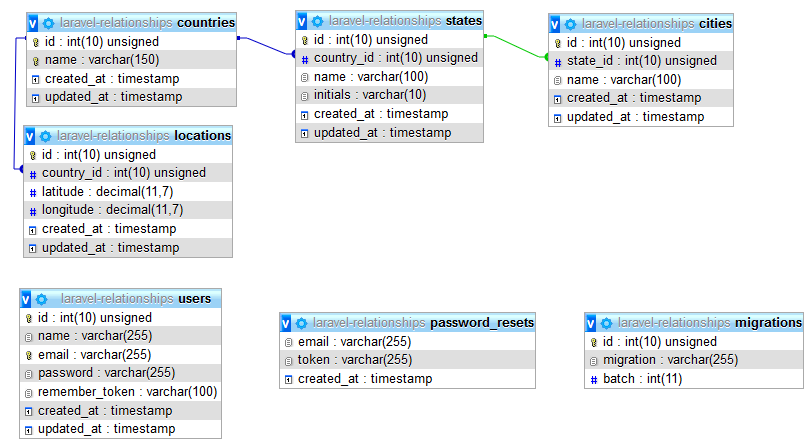 laravel-relationships countries
id : int(10) unsigned
name : varchar(150)
created_at : timestamp
updated_at : timestamp
laravel-relationships states
id : int(10) unsigned
country_id : int(10) unsigned
name : varchar(100)
initials : varchar(10)
created_at : timestamp
updated_at : timestamp
laravel-relationships cities
id : int(10) unsigned
state_id : int(10) unsigned
name : varchar(100)
created_at : timestamp
updated_at : timestamp
laravel-relationships locations
id : int(10) unsigned
country_id : int(10) unsigned
latitude : decimal(11,7)
longitude : decimal(11,7)
created_at : timestamp
updated_at : timestamp
laravel-relationships users
id : int(10) unsigned
name : varchar(255)
email : varchar(255)
password : varchar(255)
remember_token : varchar(100)
created_at : timestamp
updated_at : timestamp
laravel-relationships password_resets
email : varchar(255)
token : varchar(255)
created_at : timestamp
laravel-relationships migrations
id : int(10) unsigned
migration : varchar(255)
batch : int(11)